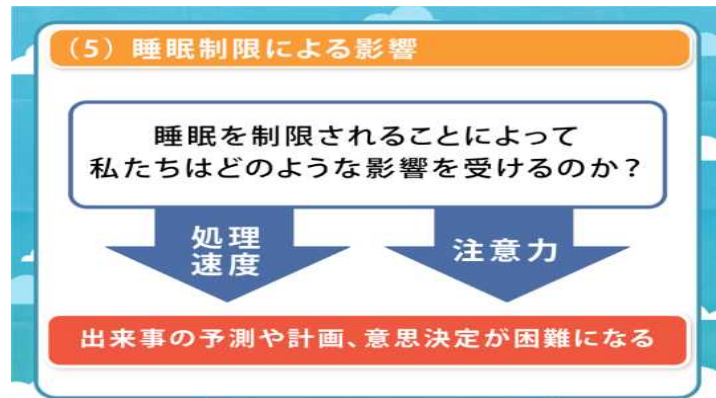 （5）睡眠制限による影響
睡眠を制限されることによって
私たちはどのような影響を受けるのか？
処理
速度
注意力
出来事の予測や計画、意思決定が困難になる